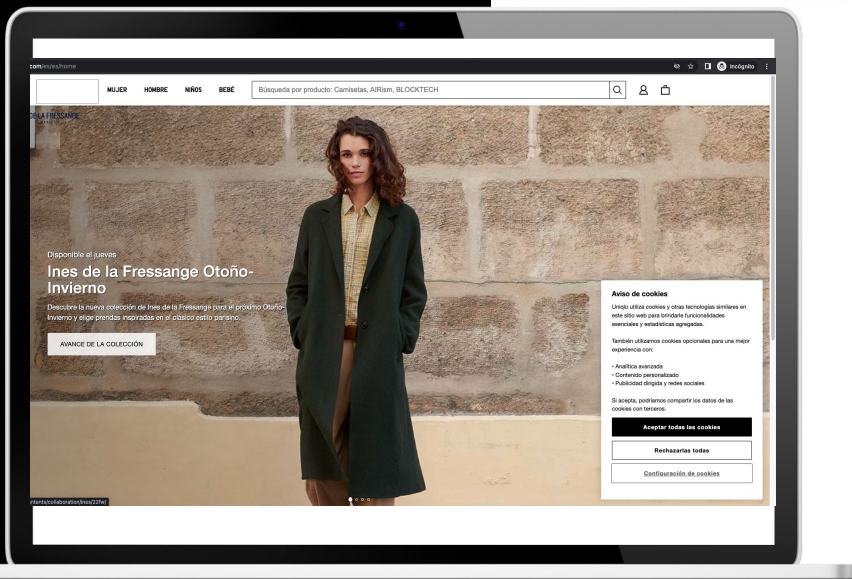 .com/es/es/home
Incógnito
MUJER HOMBRE NIÑOS BEBÉ Búsqueda por producto: Camisetas, AIRism, BLOCKTECH
DE LA FRESSANGE
Disponible el jueves
Ines de la Fressange Otoño-
Invierno
Descubre la nueva colección de Ines de la Fressange para el próximo Otoño-
Invierno y elige prendas inspiradas en el clásico estilo parisino.
AVANCE DE LA COLECCIÓN
Aviso de cookies
Uniqlo utiliza cookies y otras tecnologías similares en
este sitio web para brindarle funcionalidades
esenciales y estadísticas agregadas.
También utilizamos cookies opcionales para una mejor
experiencia con:
• Analítica avanzada
• Contenido personalizado
• Publicidad dirigida y redes sociales
Si acepta, podríamos compartir los datos de las
cookies con terceros.
Aceptar todas las cookies
Rechazarlas todas
Configuración de cookies
ntents/collaboration/ines/22fw/